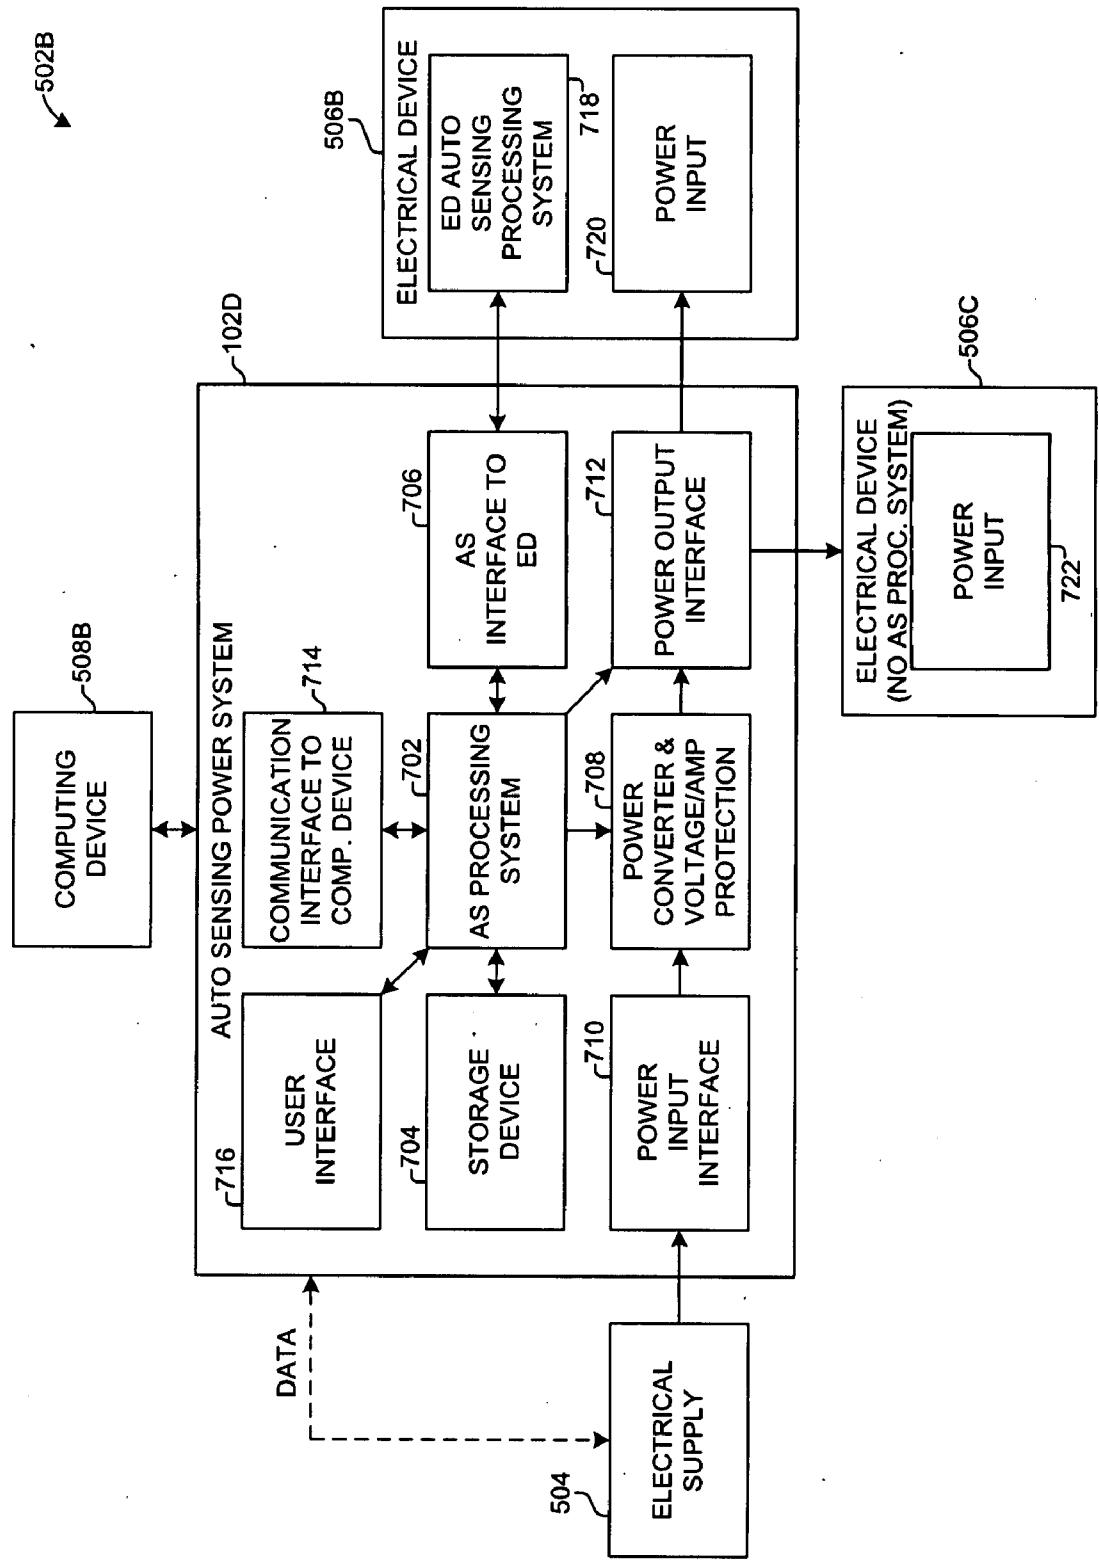 502B
COMPUTING
DEVICE
508B
AUTO SENSING POWER SYSTEM
102D
716
USER
INTERFACE
COMMUNICATION
INTERFACE TO
COMP. DEVICE
714
704
STORAGE
DEVICE
702
AS PROCESSING
SYSTEM
706
AS
INTERFACE TO
ED
710
POWER
INPUT
INTERFACE
708
POWER
CONVERTER &
VOLTAGE/AMP
PROTECTION
712
POWER OUTPUT
INTERFACE
DATA
504
ELECTRICAL
SUPPLY
506B
ELECTRICAL DEVICE
ED AUTO
SENSING
PROCESSING
SYSTEM
718
720
POWER
INPUT
506C
ELECTRICAL DEVICE
(NO AS PROC. SYSTEM)
POWER
INPUT
722